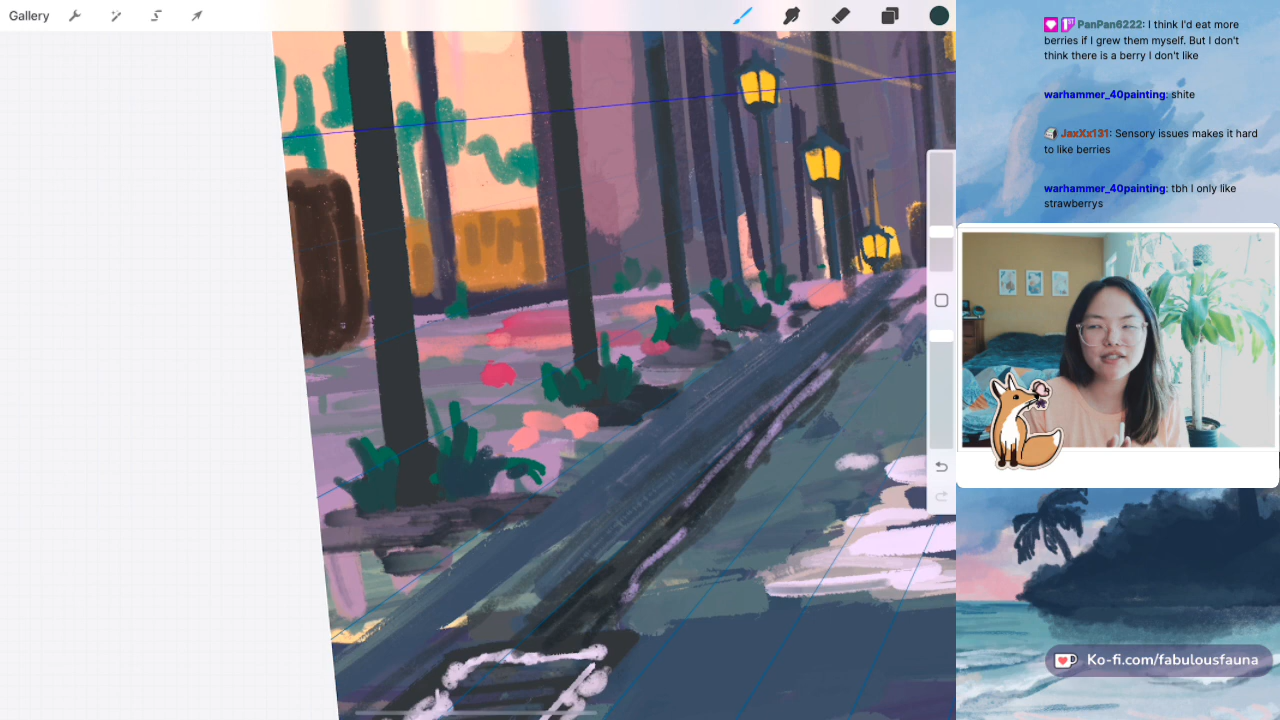 Gallery
PanPan6222: I think I'd eat more
berries if I grew them myself. But I don't
think there is a berry I don't like
warhammer_40painting: shite
JaxXx131: Sensory issues makes it hard
to like berries
warhammer_40painting: tbh I only like
strawberrys
Ko-fi.com/fabulousfauna